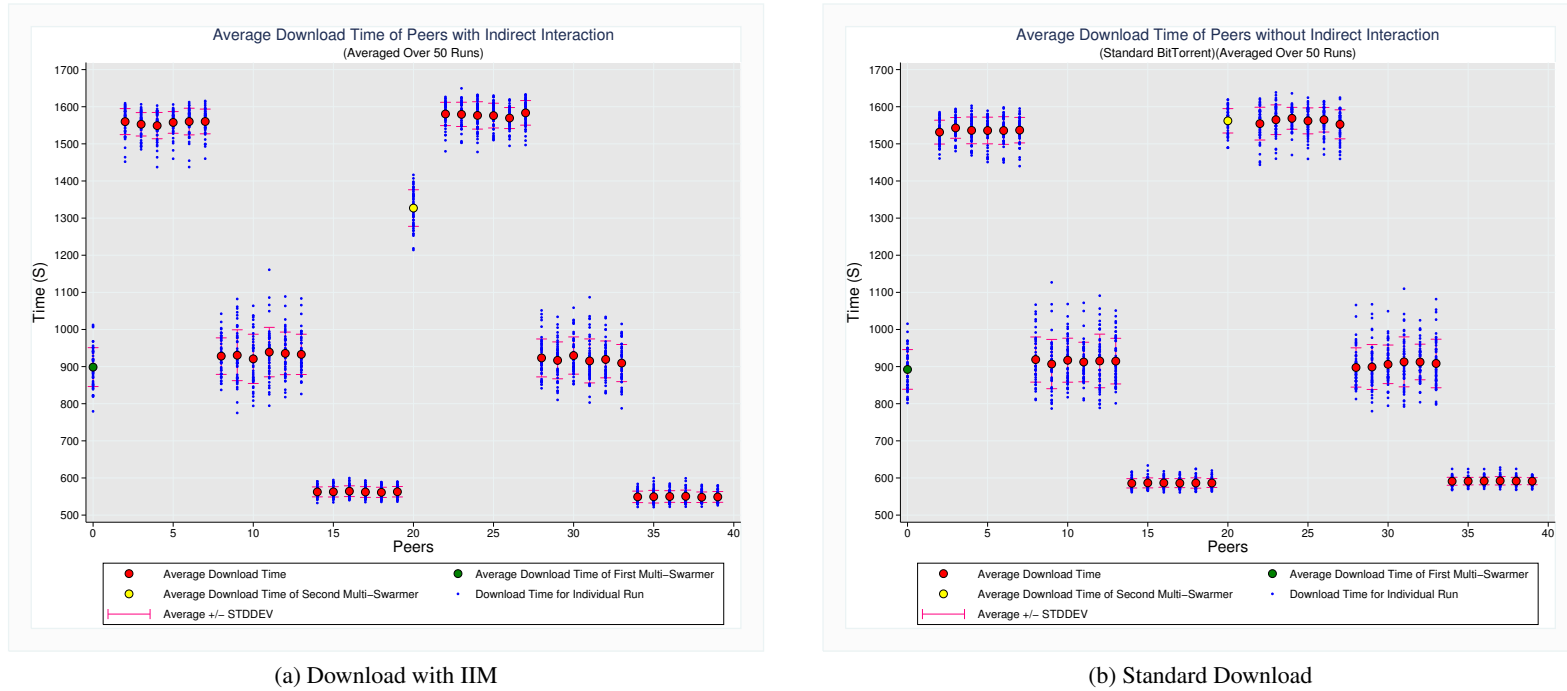 Average Download Time of Peers with Indirect Interaction
(Averaged Over 50 Runs)
1700
1600
1500
1400
1300
1200
1100
1000
900
800
700
600
500
Time (S)
0 5 10 15 20 25 30 35 40
Peers
Average Download Time
Average Download Time of First Multi-Swarmer
Average Download Time of Second Multi-Swarmer
Download Time for Individual Run
Average +/− STDDEV
(a) Download with IIM
Average Download Time of Peers without Indirect Interaction
(Standard BitTorrent)(Averaged Over 50 Runs)
1700
1600
1500
1400
1300
1200
1100
1000
900
800
700
600
500
Time (S)
0 5 10 15 20 25 30 35 40
Peers
Average Download Time
Average Download Time of First Multi-Swarmer
Average Download Time of Second Multi-Swarmer
Download Time for Individual Run
Average +/− STDDEV
(b) Standard Download